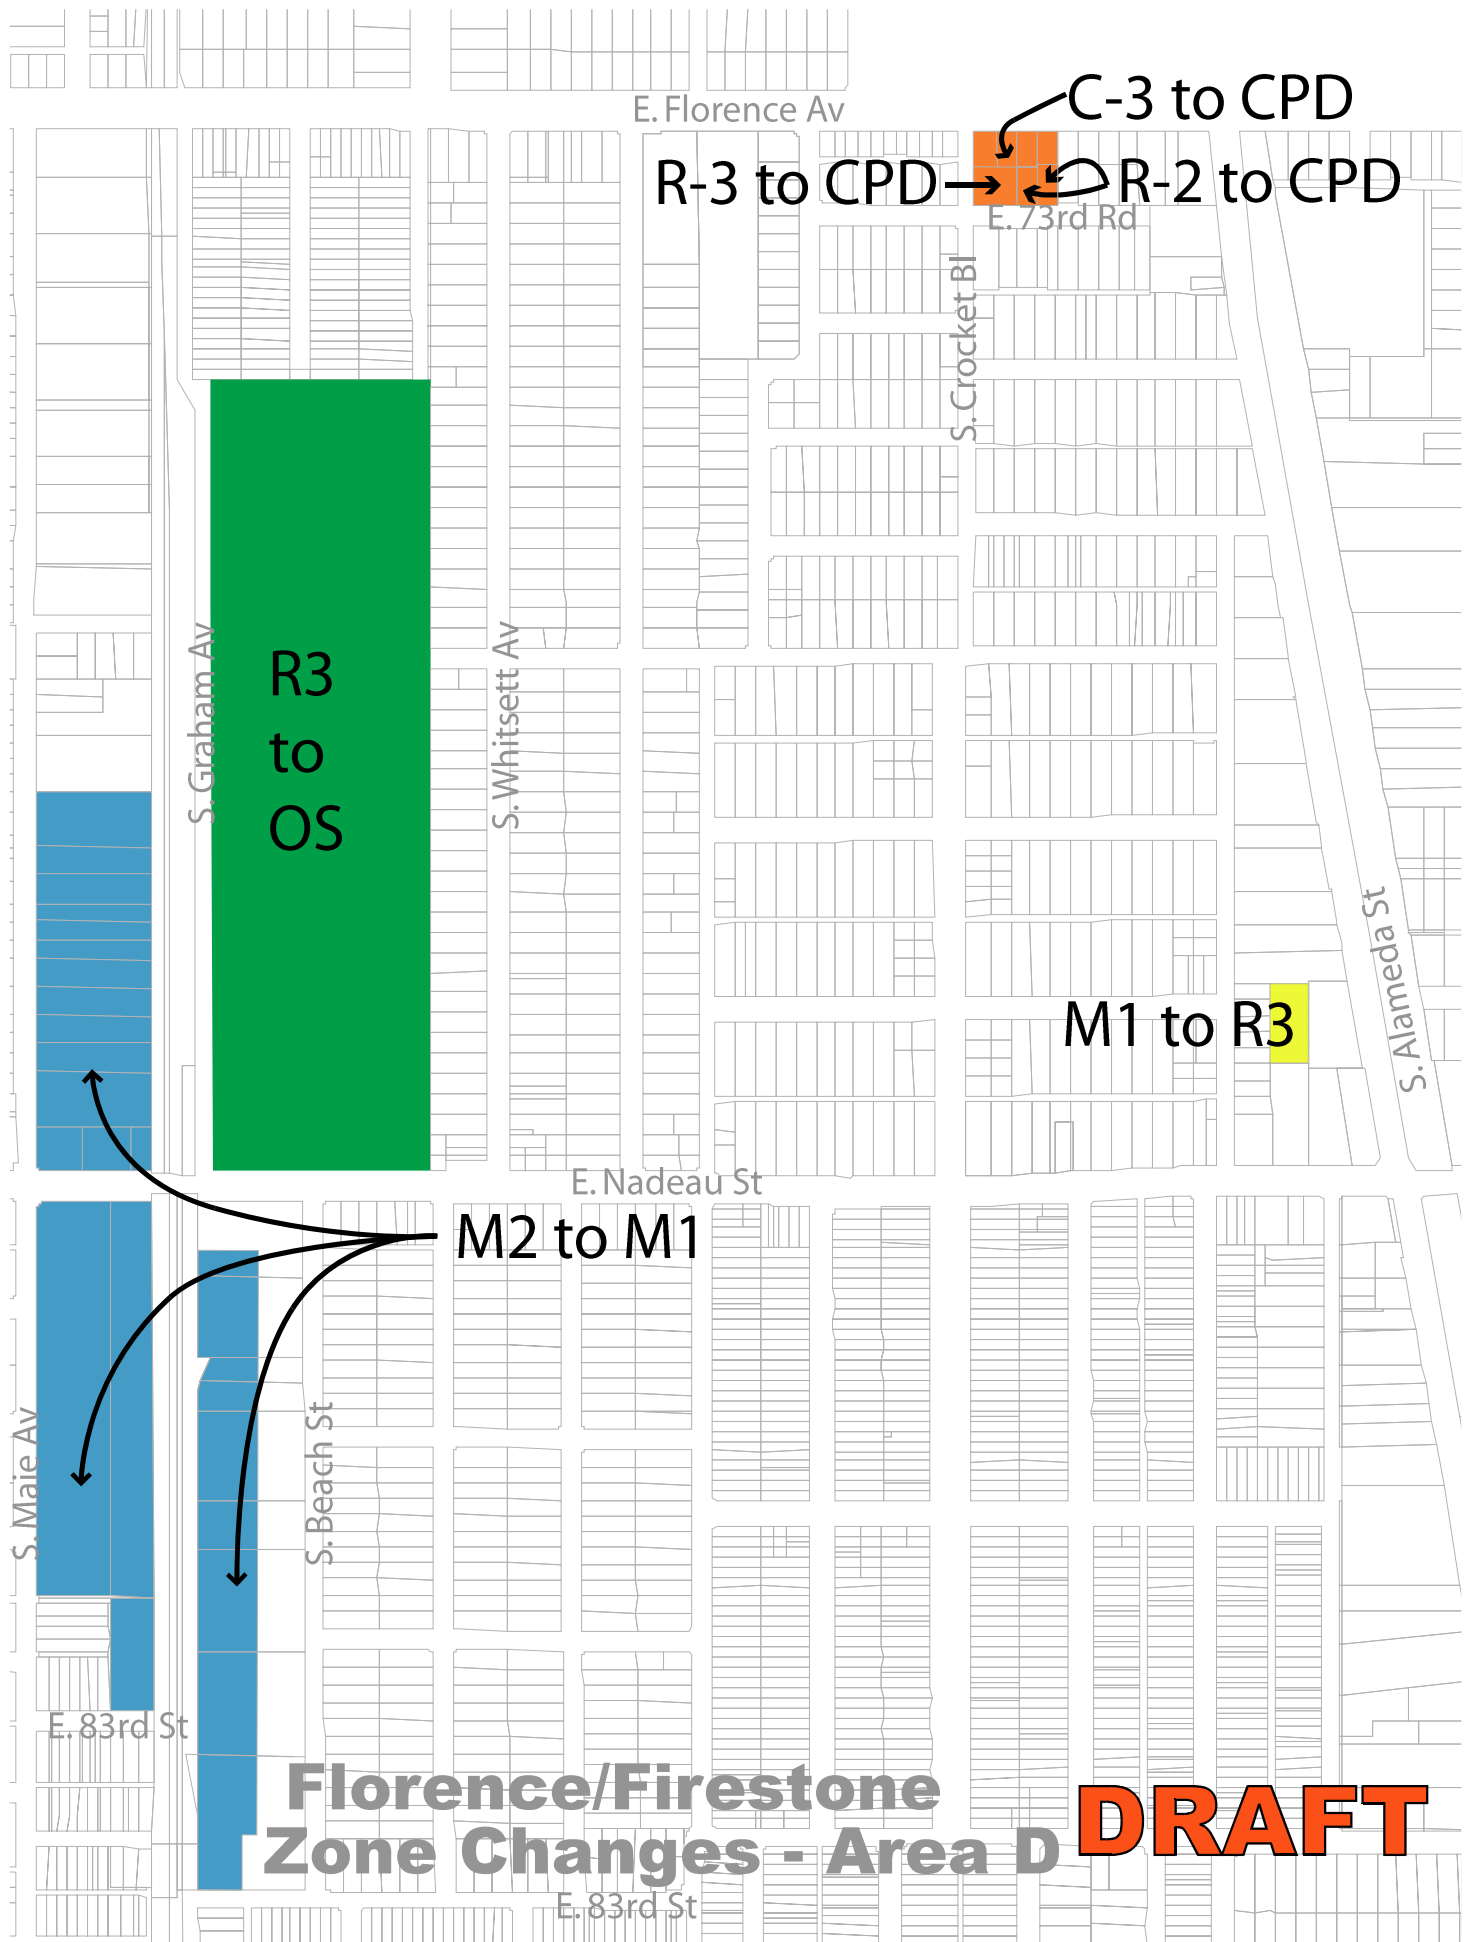 E. Florence Av
C-3 to CPD
R-3 to CPD
R-2 to CPD
E. 73rd Rd
S. Crocket Bl
S. Graham Av
R3
to
OS
S. Whitsett Av
S. Alameda St
M1 to R3
E. Nadeau St
M2 to M1
S. Maie Av
S. Beach St
E. 83rd St
Florence/Firestone
Zone Changes - Area D
DRAFT
E. 83rd St